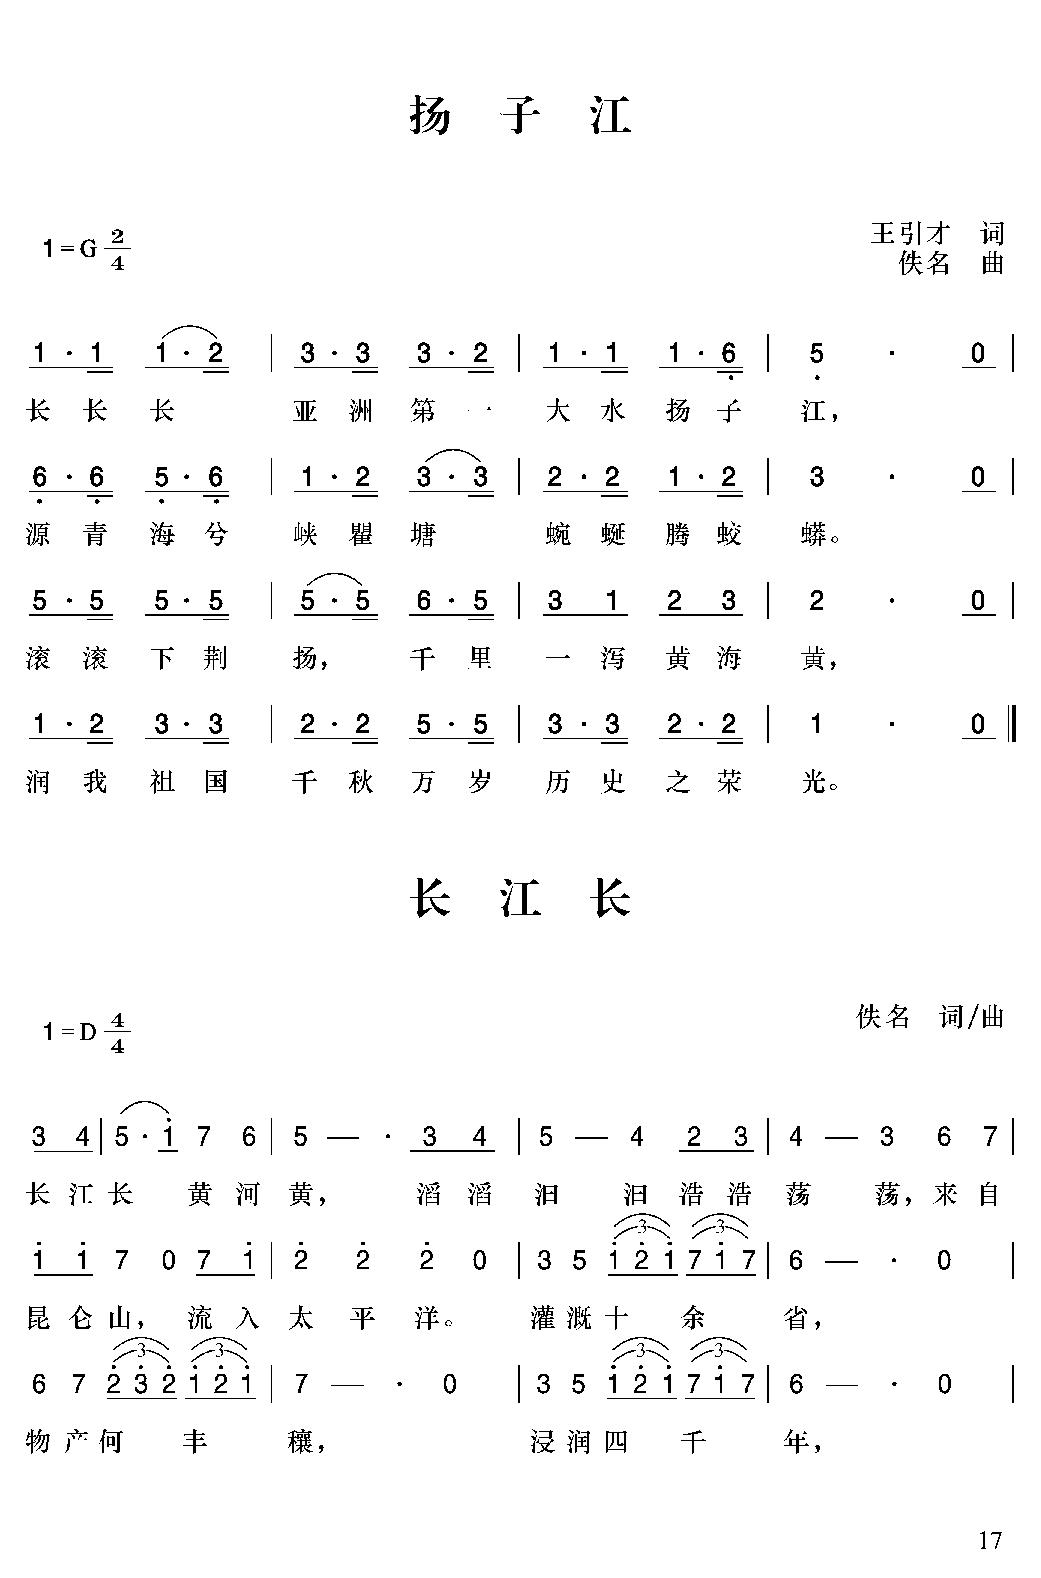 扬子江
1=G 2/4
王引才 词
佚名 曲
1·1 1·2 | 3·3 3·2 | 1·1 1·6̣ | 5̣ · 0 |
长长长 亚洲第一 大水扬子江，
6̣·6̣ 5̣·6̣ | 1·2 3·3 | 2·2 1·2 | 3 · 0 |
源青海兮 峡瞿塘 蜿蜒腾蛟蟒。
5·5 5·5 | 5·5 6·5 | 3 1 2 3 | 2 · 0 |
滚滚下荆扬， 千里一泻黄海黄，
1·2 3·3 | 2·2 5·5 | 3·3 2·2 | 1 · 0 ‖
润我祖国 千秋万岁 历史之荣光。
长江长
1=D 4/4
佚名 词/曲
3 4 | 5·1̇ 7 6 | 5 — · 3 4 | 5 — 4 2 3 | 4 — 3 6 7 |
长江长 黄河黄， 滔滔汩 汩浩浩荡 荡，来自
1̇ 1̇ 7 0 7 1̇ | 2̇ 2̇ 2̇ 0 | 3 5 1̇ 2̇ 1̇ 7 1̇ 7 | 6 — · 0 |
3 3 3 3
昆仑山， 流入太平洋。 灌溉十余省，
6 7 2̇ 3̇ 2̇ 1̇ 2̇ 1̇ | 7 — · 0 | 3 5 1̇ 2̇ 1̇ 7 1̇ 7 | 6 — · 0 |
3 3 3 3
物产何丰穰， 浸润四千年，
17